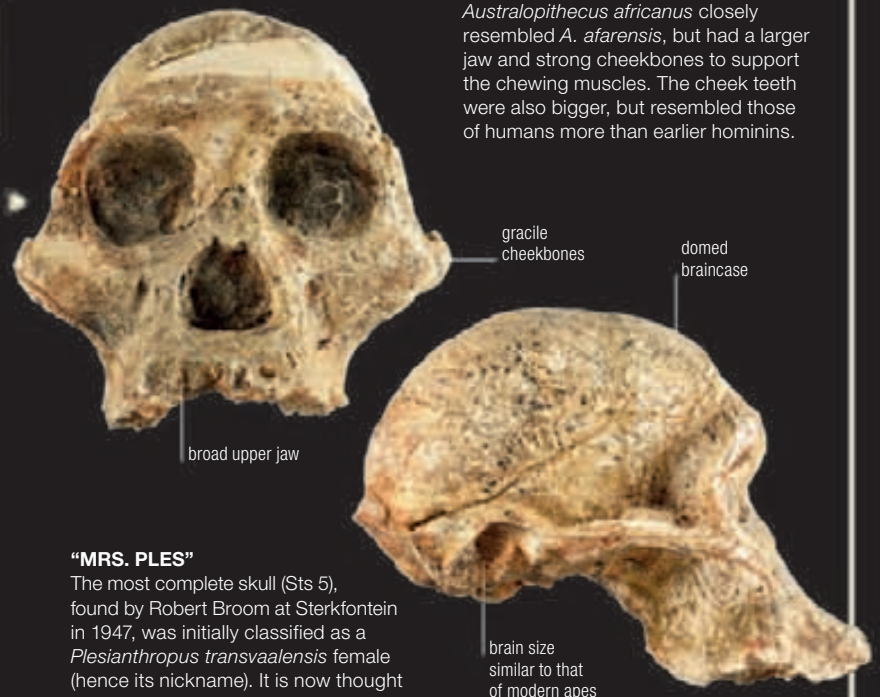 Australopithecus africanus closely
resembled A. afarensis, but had a larger
jaw and strong cheekbones to support
the chewing muscles. The cheek teeth
were also bigger, but resembled those
of humans more than earlier hominins.
gracile
cheekbones
domed
braincase
broad upper jaw
“MRS. PLES”
The most complete skull (Sts 5),
found by Robert Broom at Sterkfontein
in 1947, was initially classified as a
Plesianthropus transvaalensis female
(hence its nickname). It is now thought
brain size
similar to that
of modern apes